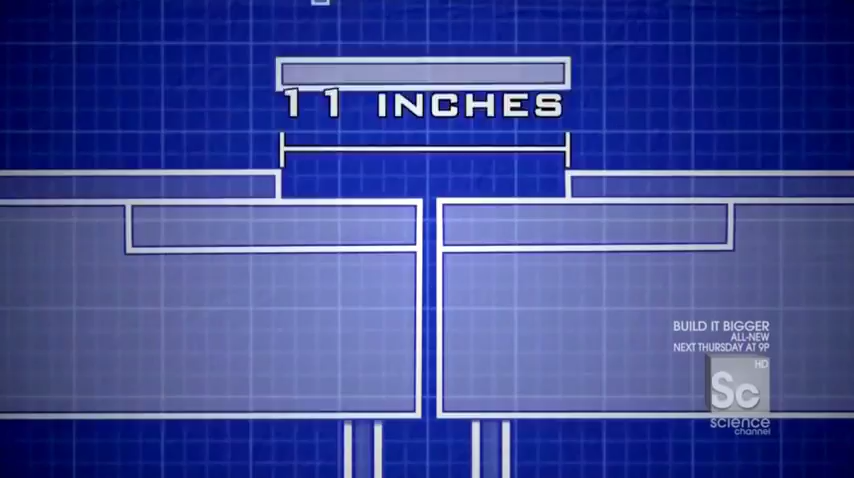 11 INCHES
BUILD IT BIGGER
ALL-NEW
NEXT THURSDAY AT 9P
HD
Sc
science
channel